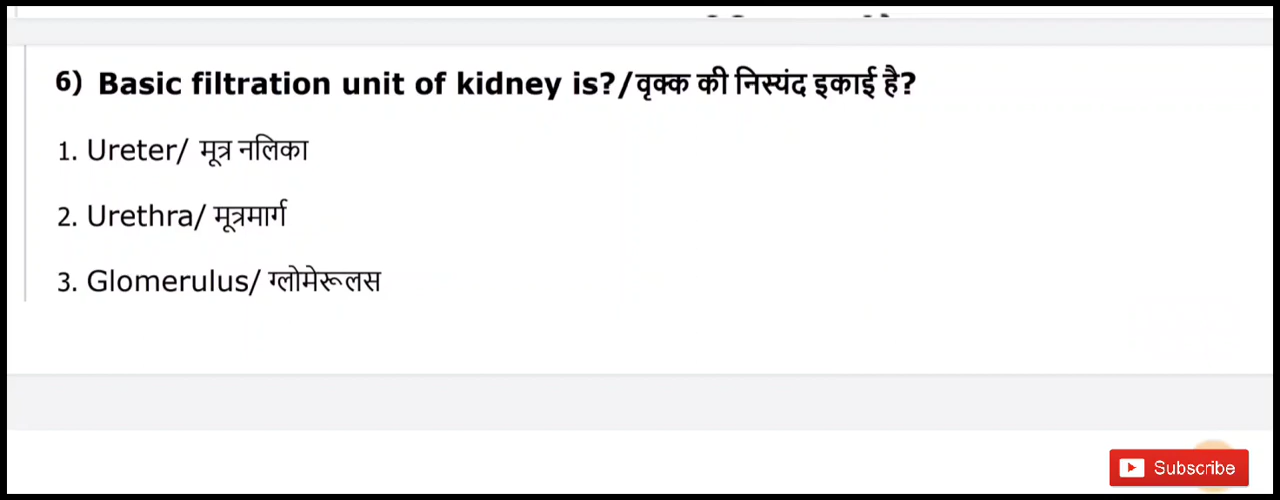 6) Basic filtration unit of kidney is?/वृक्क की निस्यंद इकाई है?
1. Ureter/ मूत्र नलिका
2. Urethra/ मूत्रमार्ग
3. Glomerulus/ ग्लोमेरूलस
Subscribe